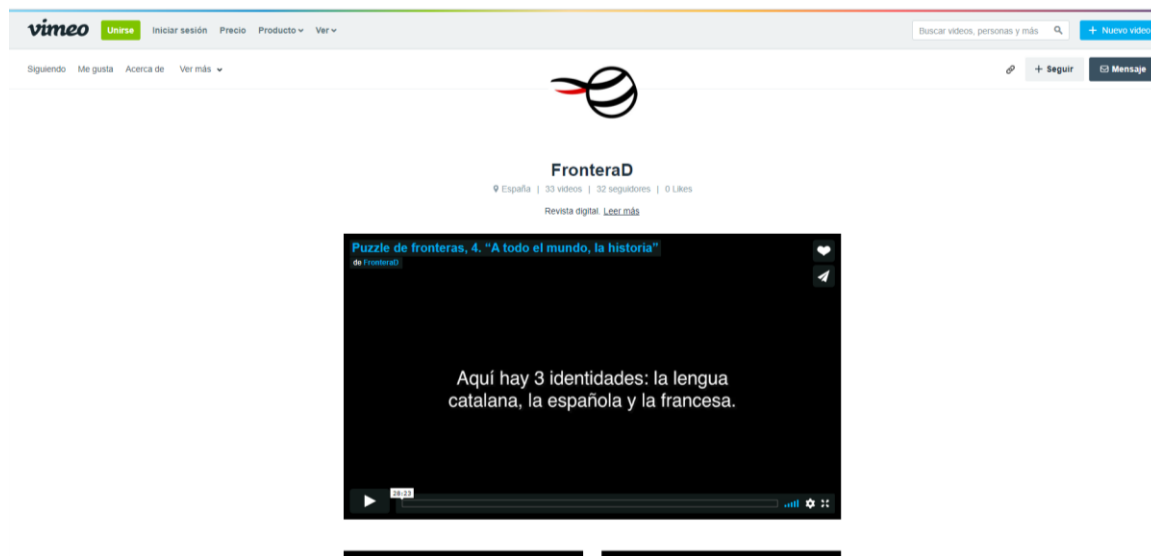 vimeo Unirse Iniciar sesión Precio Producto Ver Buscar videos, personas y más + Nuevo video
Siguiendo Me gusta Acerca de Ver más + Seguir Mensaje
FronteraD
España | 33 videos | 32 seguidores | 0 Likes
Revista digital. Leer más
Puzzle de fronteras, 4. “A todo el mundo, la historia”
de FronteraD
Aquí hay 3 identidades: la lengua
catalana, la española y la francesa.
26:23